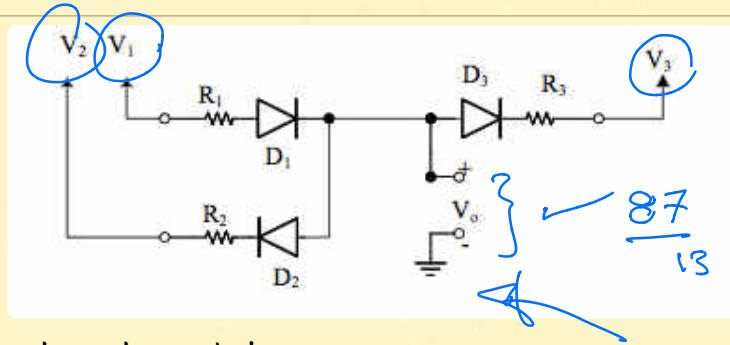 V₂ V₁
V₃
D₃
R₃
R₁
D₁
+
Vₒ
-
87
13
R₂
D₂